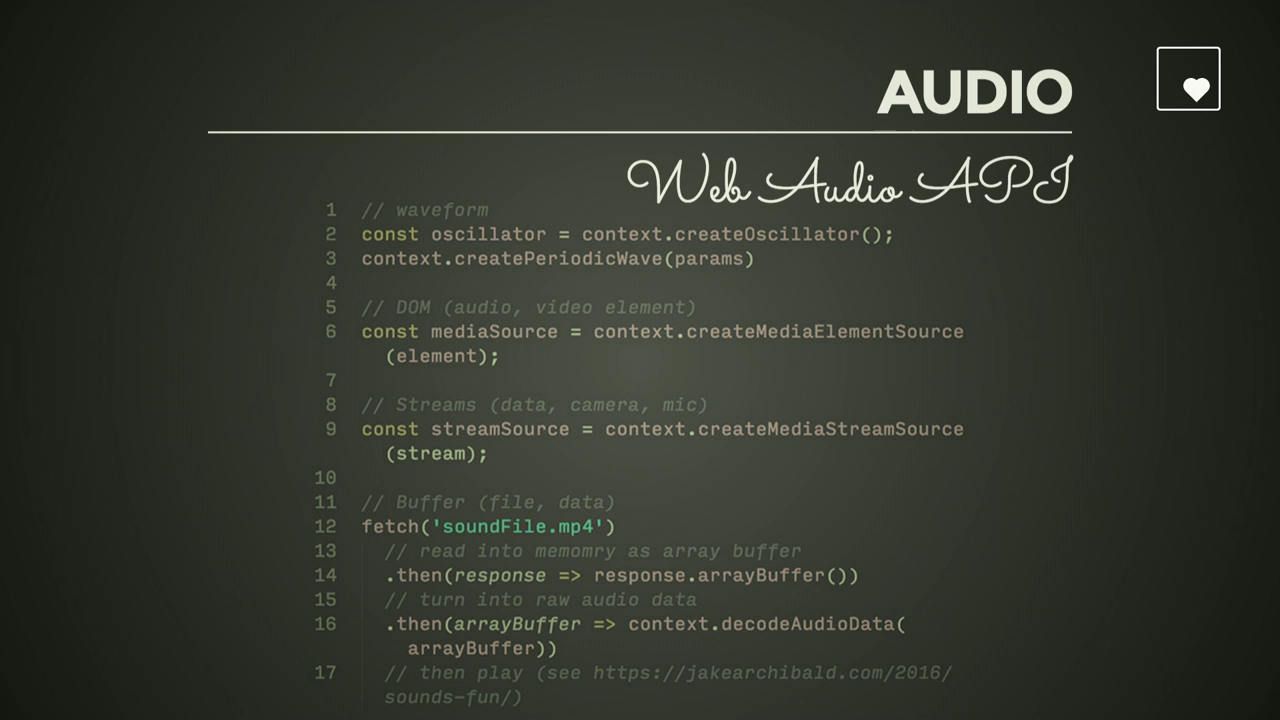 AUDIO
Web Audio API
1 // waveform
2 const oscillator = context.createOscillator();
3 context.createPeriodicWave(params)
4
5 // DOM (audio, video element)
6 const mediaSource = context.createMediaElementSource
(element);
7
8 // Streams (data, camera, mic)
9 const streamSource = context.createMediaStreamSource
(stream);
10
11 // Buffer (file, data)
12 fetch('soundFile.mp4')
13 // read into memomry as array buffer
14 .then(response => response.arrayBuffer())
15 // turn into raw audio data
16 .then(arrayBuffer => context.decodeAudioData(
arrayBuffer))
17 // then play (see https://jakearchibald.com/2016/
sounds-fun/)